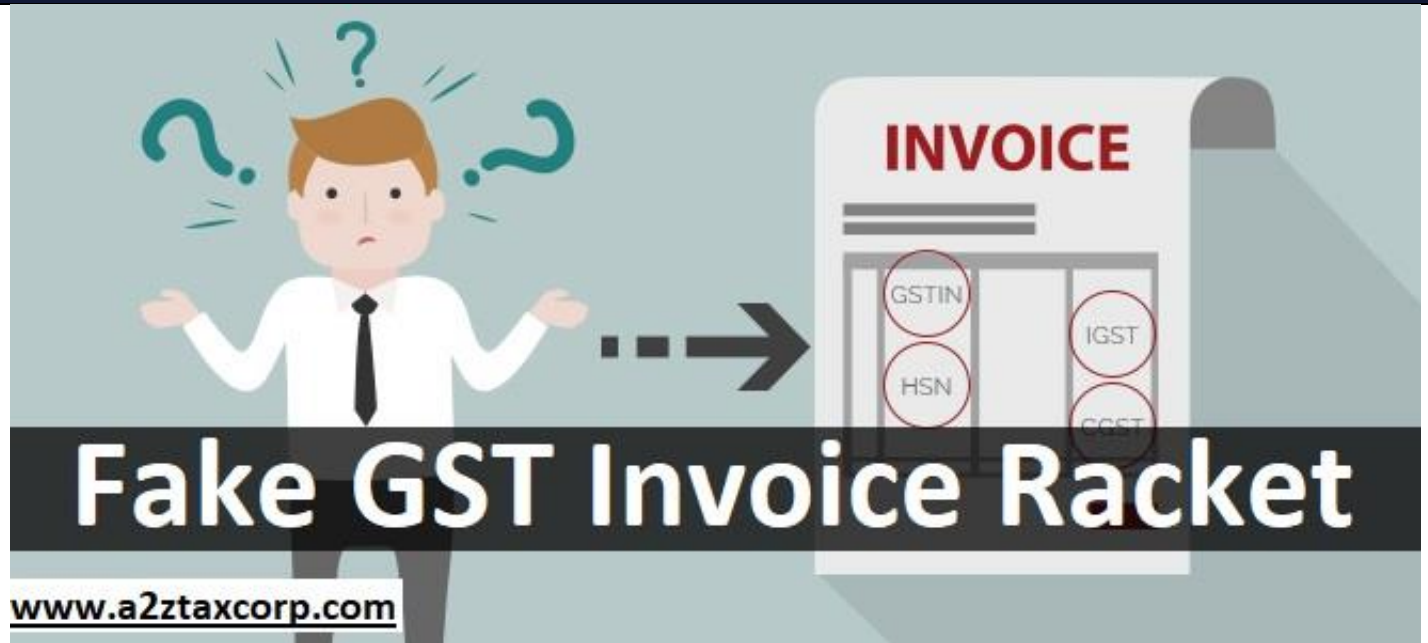 ? ? ?
INVOICE
GSTIN
IGST
HSN
CGST
Fake GST Invoice Racket
www.a2ztaxcorp.com